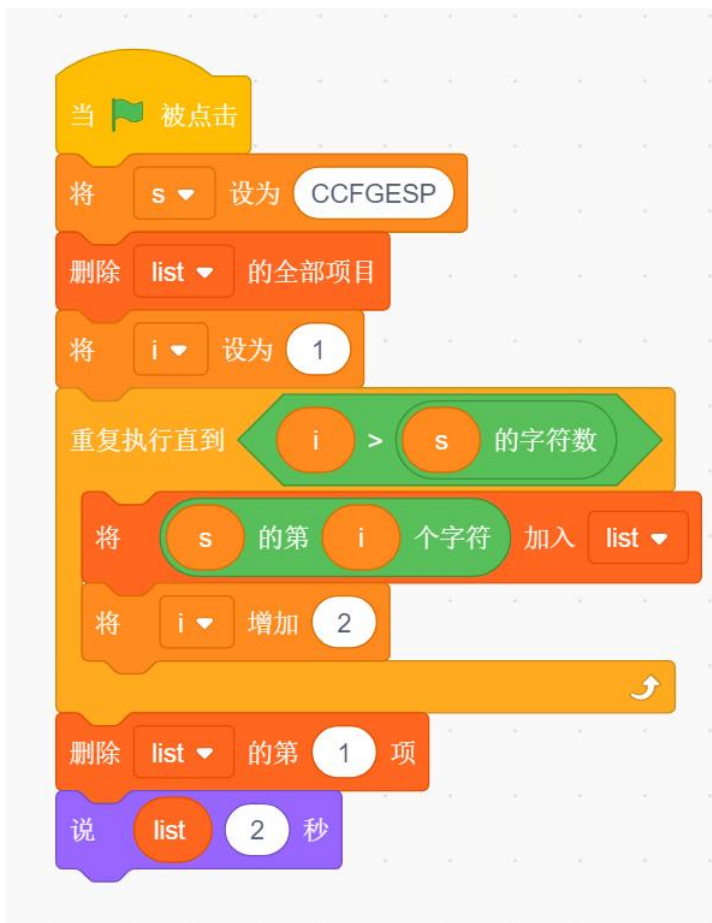 当 被点击
将 s 设为 CCFGESP
删除 list 的全部项目
将 i 设为 1
重复执行直到 i > s 的字符数
将 s 的第 i 个字符 加入 list
将 i 增加 2
删除 list 的第 1 项
说 list 2 秒